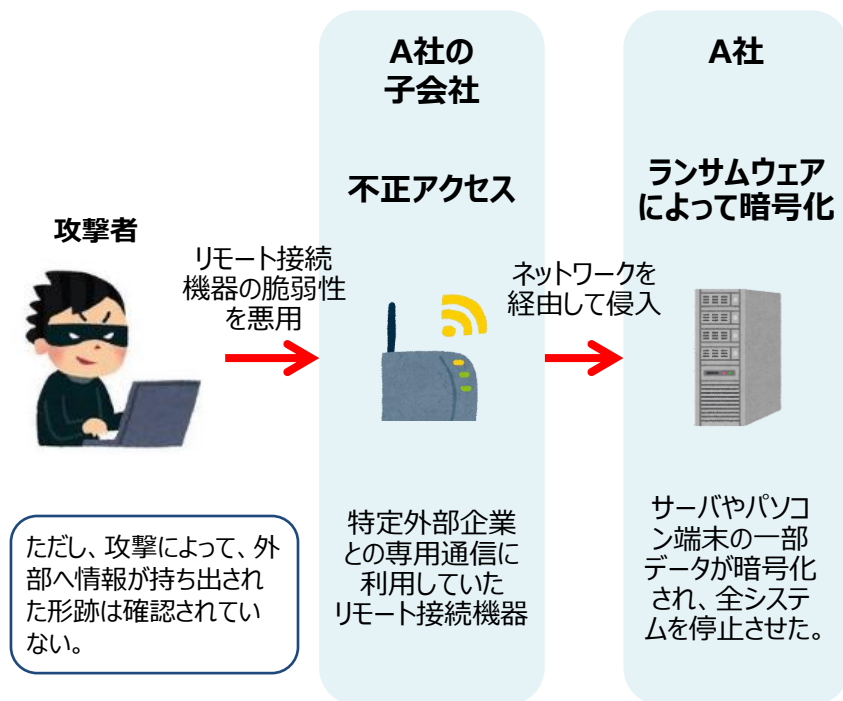 A社の
子会社
A社
不正アクセス
ランサムウェア
によって暗号化
攻撃者
リモート接続
機器の脆弱性
を悪用
ネットワークを
経由して侵入
ただし、攻撃によって、外
部へ情報が持ち出され
た形跡は確認されてい
ない。
特定外部企業
との専用通信に
利用していた
リモート接続機器
サーバやパソコ
ン端末の一部
データが暗号化
され、全システ
ムを停止させた。